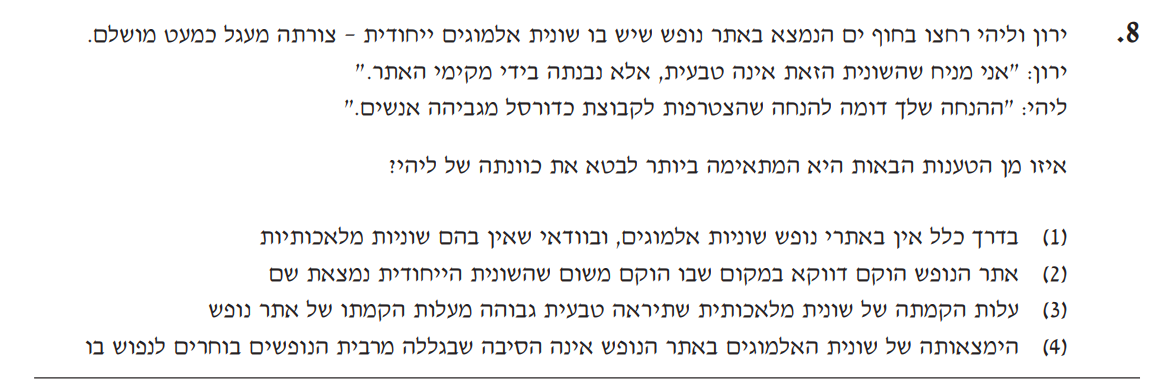 8. ירון וליהי רחצו בחוף ים הנמצא באתר נופש שיש בו שונית אלמוגים ייחודית – צורתה מעגל כמעט מושלם.
ירון: "אני מניח שהשונית הזאת אינה טבעית, אלא נבנתה בידי מקימי האתר."
ליהי: "ההנחה שלך דומה להנחה שהצטרפות לקבוצת כדורסל מגביהה אנשים."
איזו מן הטענות הבאות היא המתאימה ביותר לבטא את כוונתה של ליהי?
(1) בדרך כלל אין באתרי נופש שוניות אלמוגים, ובוודאי שאין בהם שוניות מלאכותיות
(2) אתר הנופש הוקם דווקא במקום שבו הוקם משום שהשונית הייחודית נמצאת שם
(3) עלות הקמתה של שונית מלאכותית שתיראה טבעית גבוהה מעלות הקמתו של אתר נופש
(4) הימצאותה של שונית האלמוגים באתר הנופש אינה הסיבה שבגללה מרבית הנופשים בוחרים לנפוש בו